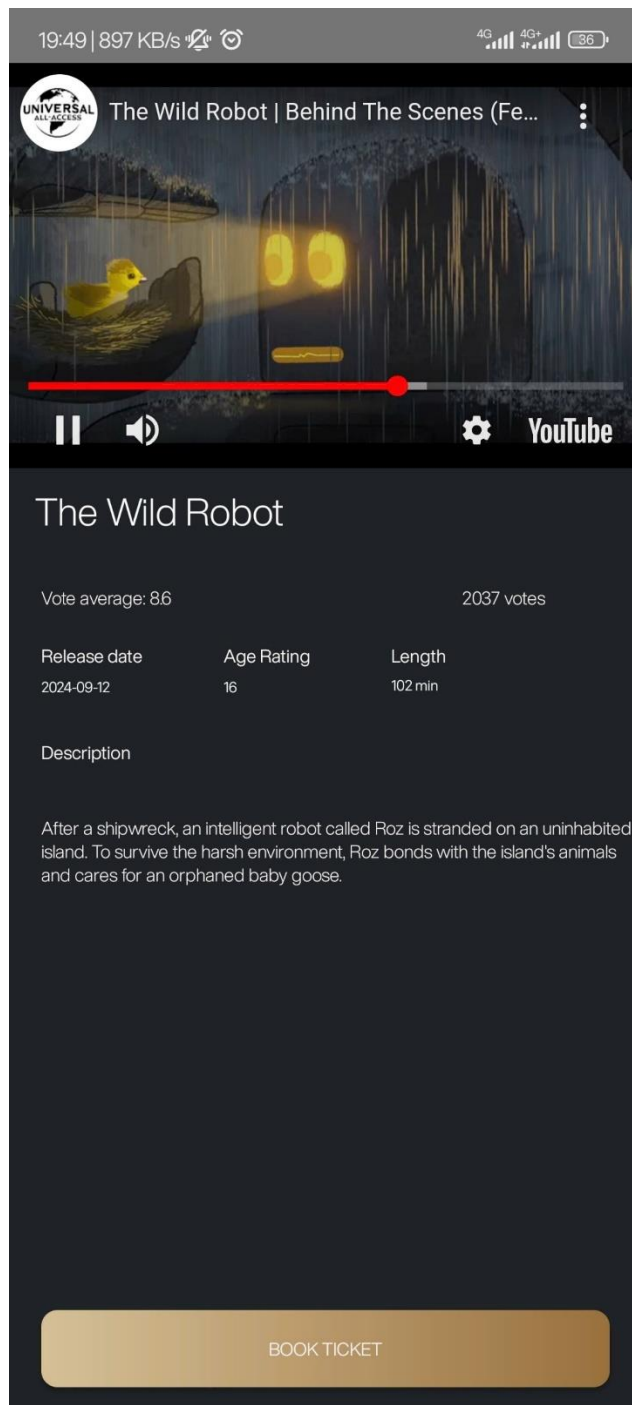 19:49 | 897 KB/s 4G 4G+ 36
UNIVERSAL
ALL-ACCESS
The Wild Robot | Behind The Scenes (Fe...
YouTube
The Wild Robot
Vote average: 8.6 2037 votes
Release date Age Rating Length
2024-09-12 16 102 min
Description
After a shipwreck, an intelligent robot called Roz is stranded on an uninhabited
island. To survive the harsh environment, Roz bonds with the island's animals
and cares for an orphaned baby goose.
BOOK TICKET